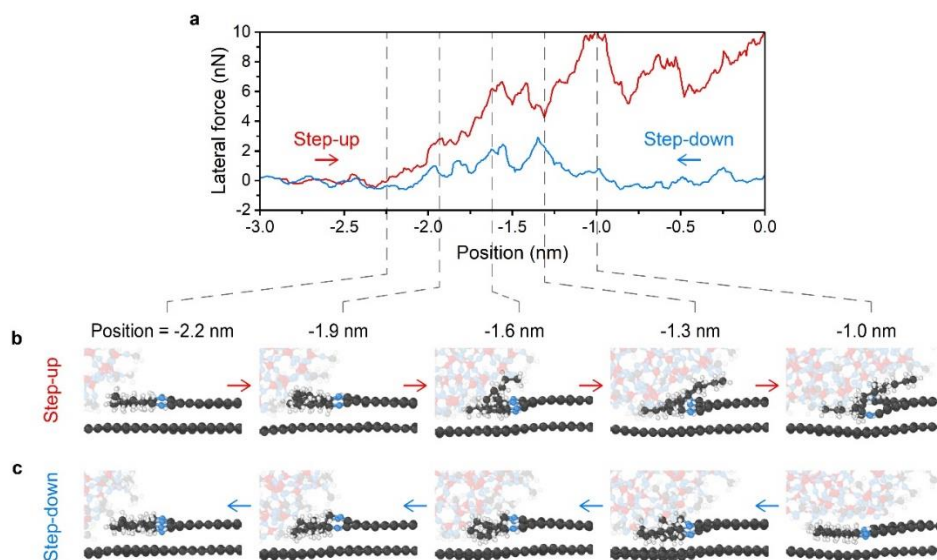 a
10
8
6
4
2
0
-2
Lateral force (nN)
Step-up
Step-down
-3.0 -2.5 -2.0 -1.5 -1.0 -0.5 0.0
Position (nm)
Position = -2.2 nm -1.9 nm -1.6 nm -1.3 nm -1.0 nm
b
Step-up
c
Step-down